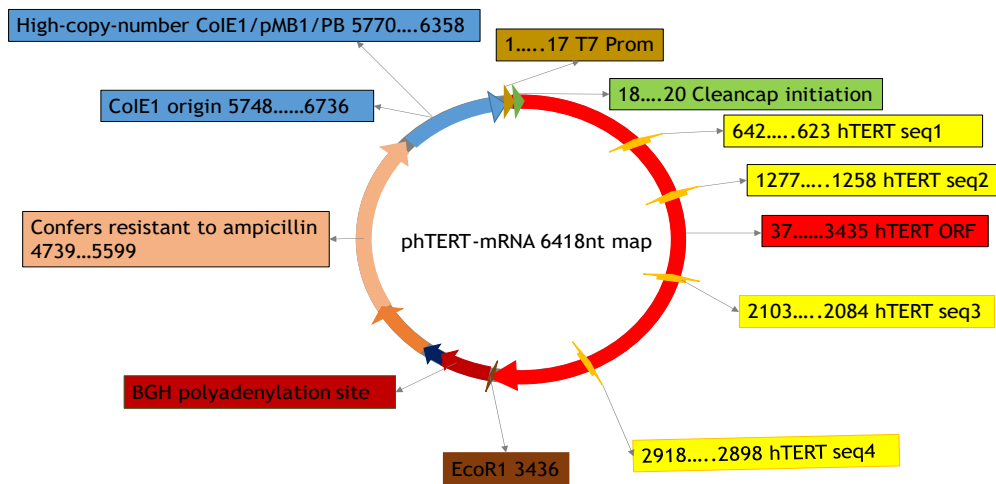 High-copy-number ColE1/pMB1/PB 5770….6358
1…..17 T7 Prom
ColE1 origin 5748……6736
18….20 Cleancap initiation
642…..623 hTERT seq1
1277…..1258 hTERT seq2
Confers resistant to ampicillin
4739…5599
phTERT-mRNA 6418nt map
37……3435 hTERT ORF
2103…..2084 hTERT seq3
BGH polyadenylation site
2918…..2898 hTERT seq4
EcoR1 3436